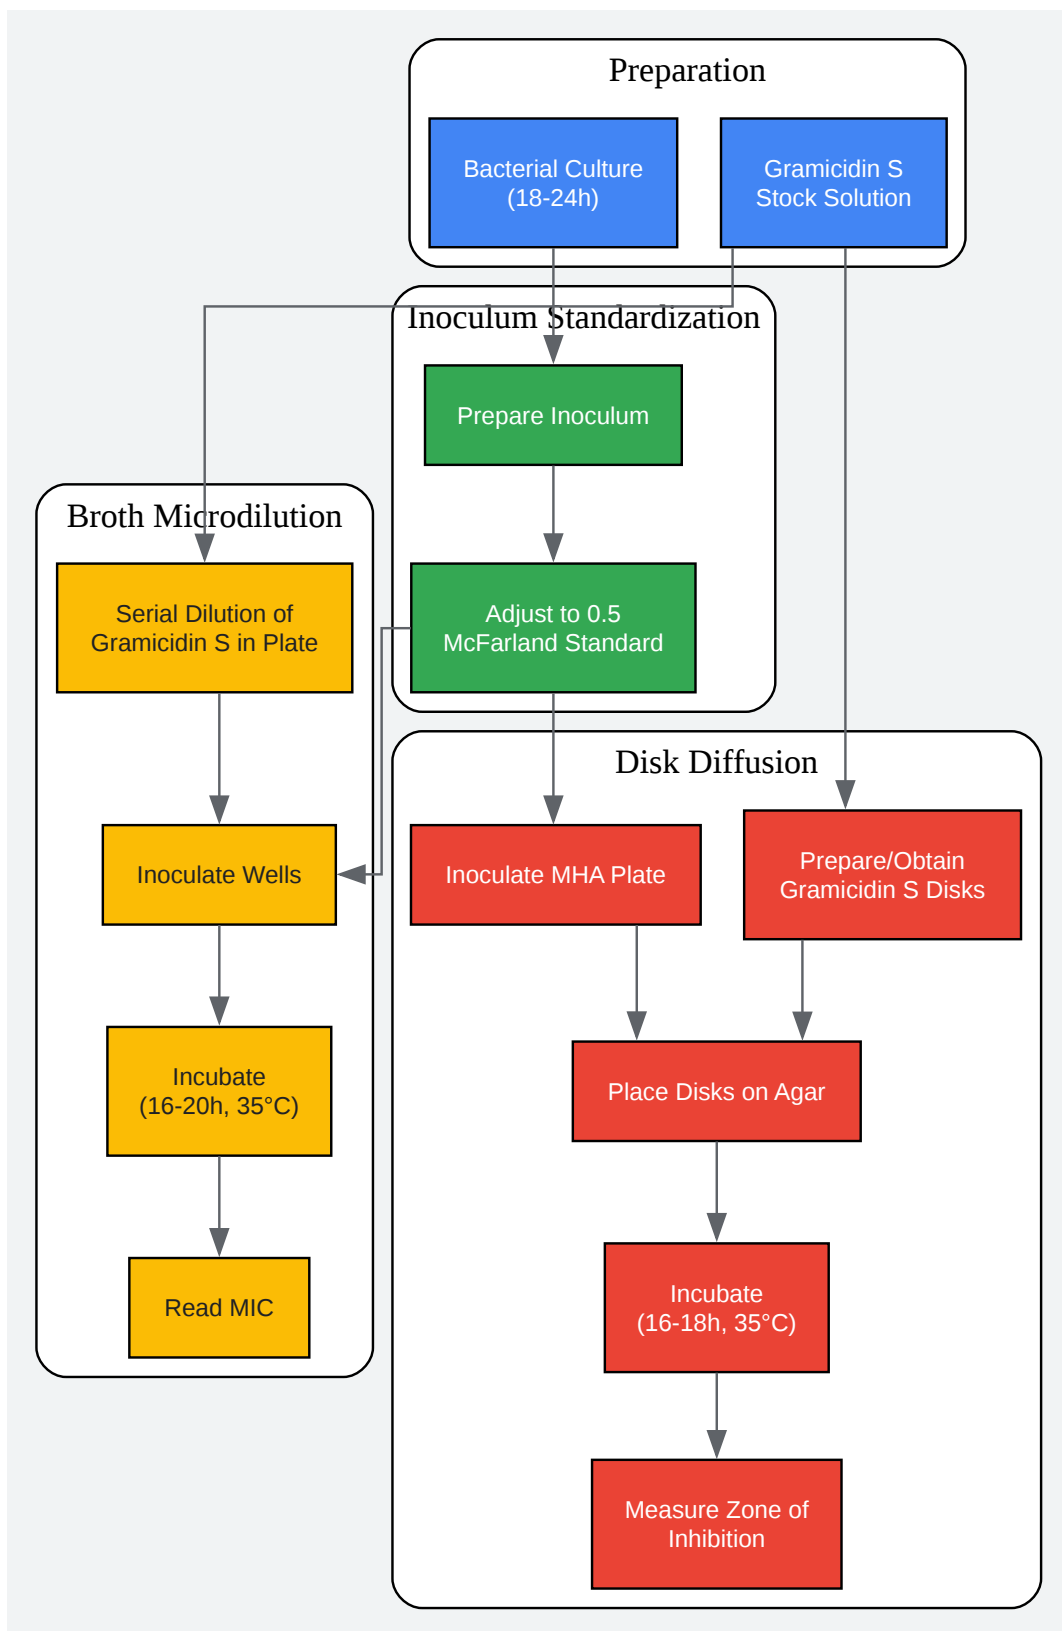 Preparation
Bacterial Culture
(18-24h)
Gramicidin S
Stock Solution
Inoculum Standardization
Prepare Inoculum
Adjust to 0.5
McFarland Standard
Broth Microdilution
Serial Dilution of
Gramicidin S in Plate
Inoculate Wells
Incubate
(16-20h, 35°C)
Read MIC
Disk Diffusion
Inoculate MHA Plate
Prepare/Obtain
Gramicidin S Disks
Place Disks on Agar
Incubate
(16-18h, 35°C)
Measure Zone of
Inhibition